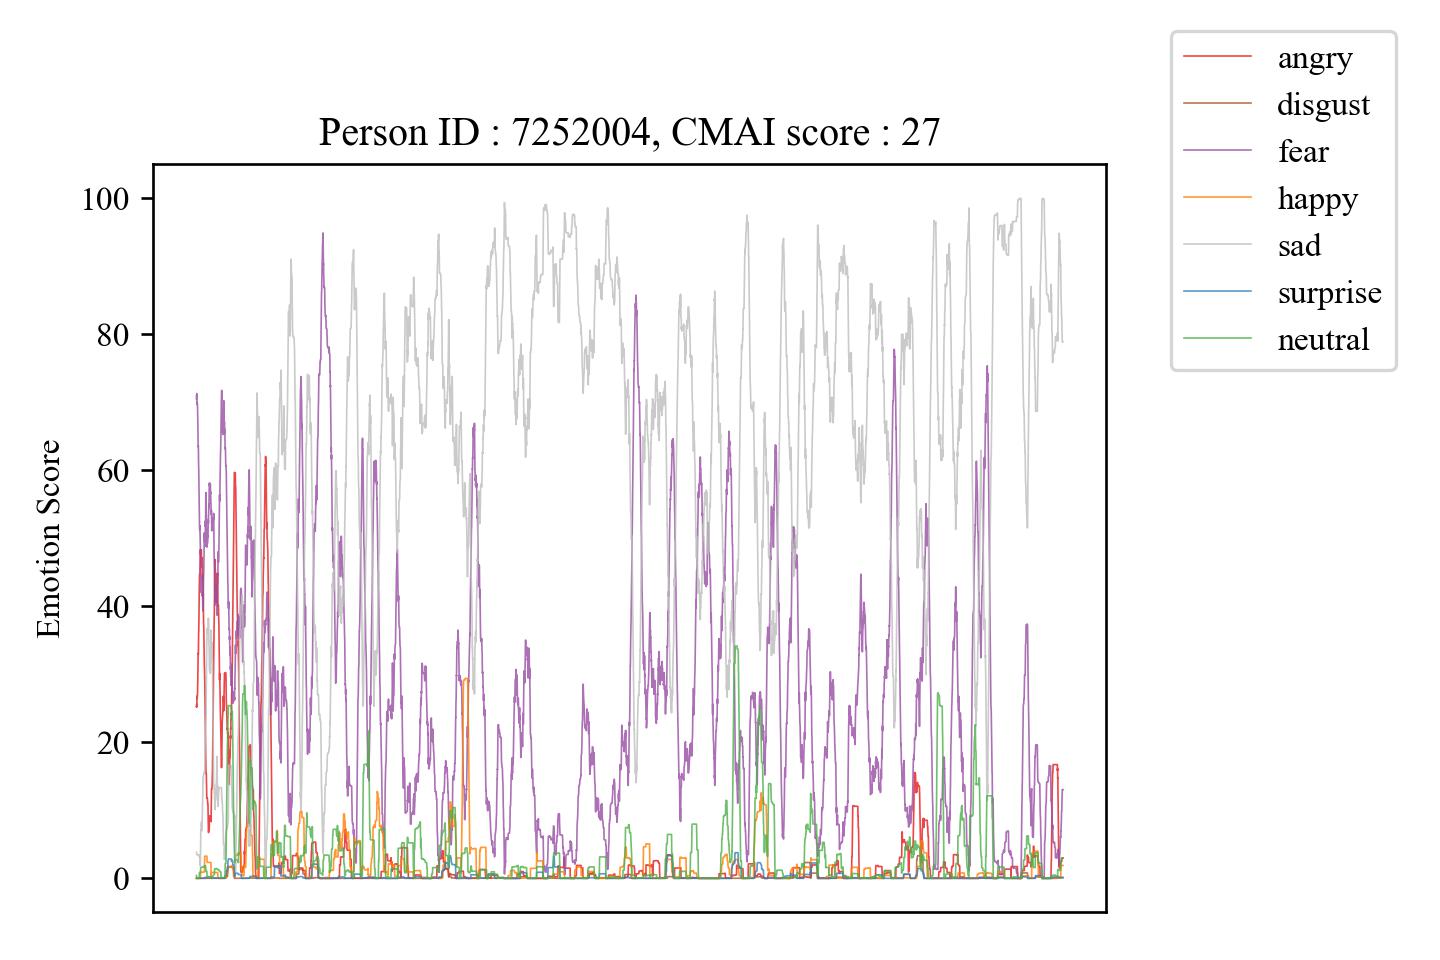 Person ID : 7252004, CMAI score : 27
Emotion Score
100
80
60
40
20
0
angry
disgust
fear
happy
sad
surprise
neutral